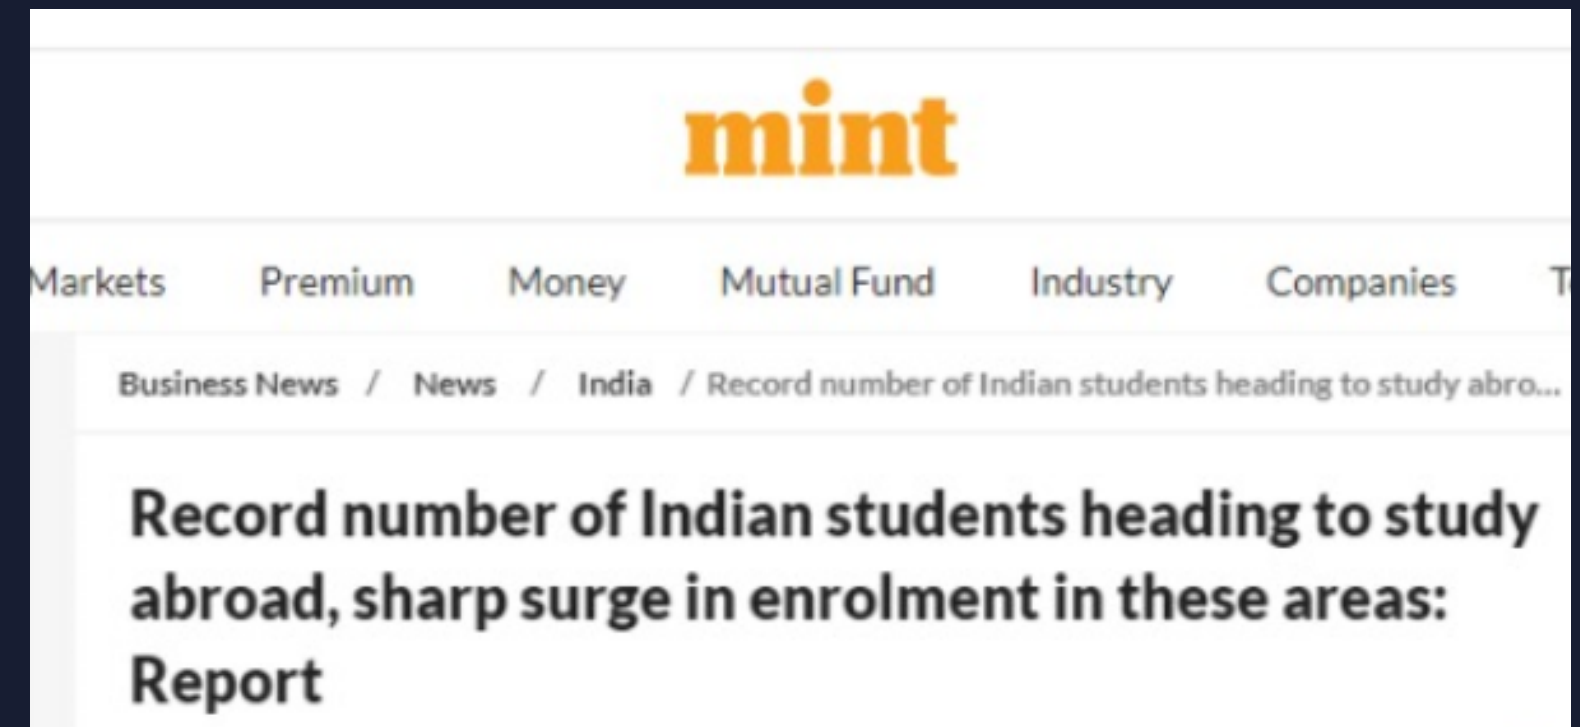 mint
Markets Premium Money Mutual Fund Industry Companies
Business News / News / India / Record number of Indian students heading to study abro...
Record number of Indian students heading to study
abroad, sharp surge in enrolment in these areas:
Report